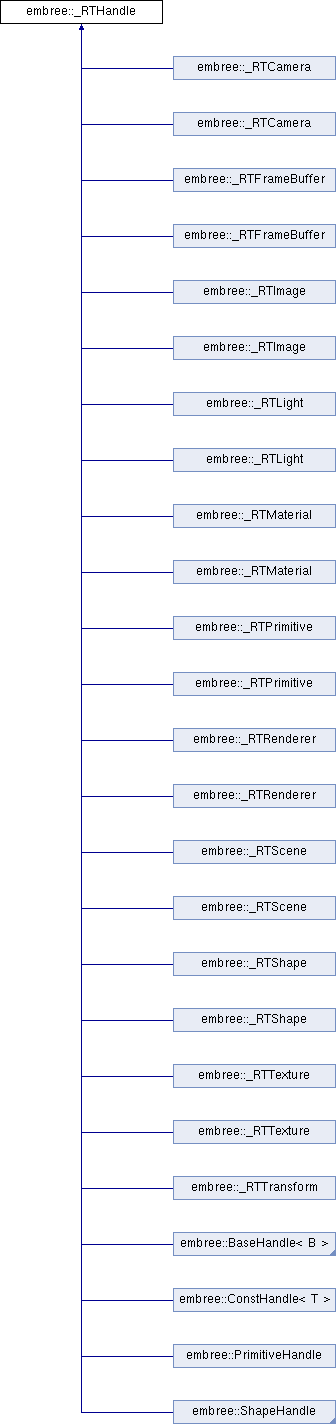 embree::_RTHandle
embree::_RTCamera
embree::_RTCamera
embree::_RTFrameBuffer
embree::_RTFrameBuffer
embree::_RTImage
embree::_RTImage
embree::_RTLight
embree::_RTLight
embree::_RTMaterial
embree::_RTMaterial
embree::_RTPrimitive
embree::_RTPrimitive
embree::_RTRenderer
embree::_RTRenderer
embree::_RTScene
embree::_RTScene
embree::_RTShape
embree::_RTShape
embree::_RTTexture
embree::_RTTexture
embree::_RTTransform
embree::BaseHandle< B >
embree::ConstHandle< T >
embree::PrimitiveHandle
embree::ShapeHandle